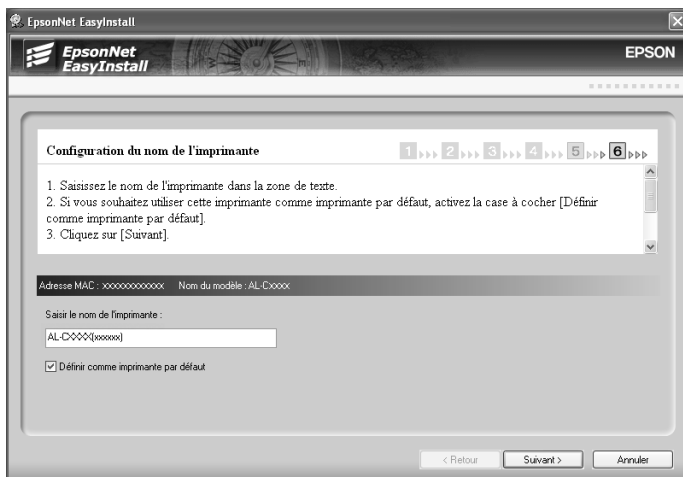 EpsonNet EasyInstall
EpsonNet
EasyInstall
EPSON
Configuration du nom de l'imprimante
1 2 3 4 5 6
1. Saisissez le nom de l'imprimante dans la zone de texte.
2. Si vous souhaitez utiliser cette imprimante comme imprimante par défaut, activez la case à cocher [Définir
comme imprimante par défaut].
3. Cliquez sur [Suivant].
Adresse MAC : xxxxxxxxxxxx Nom du modèle : AL-Cxxxx
Saisir le nom de l'imprimante :
AL-CXXXX(xxxxxx)
Définir comme imprimante par défaut
< Retour Suivant > Annuler